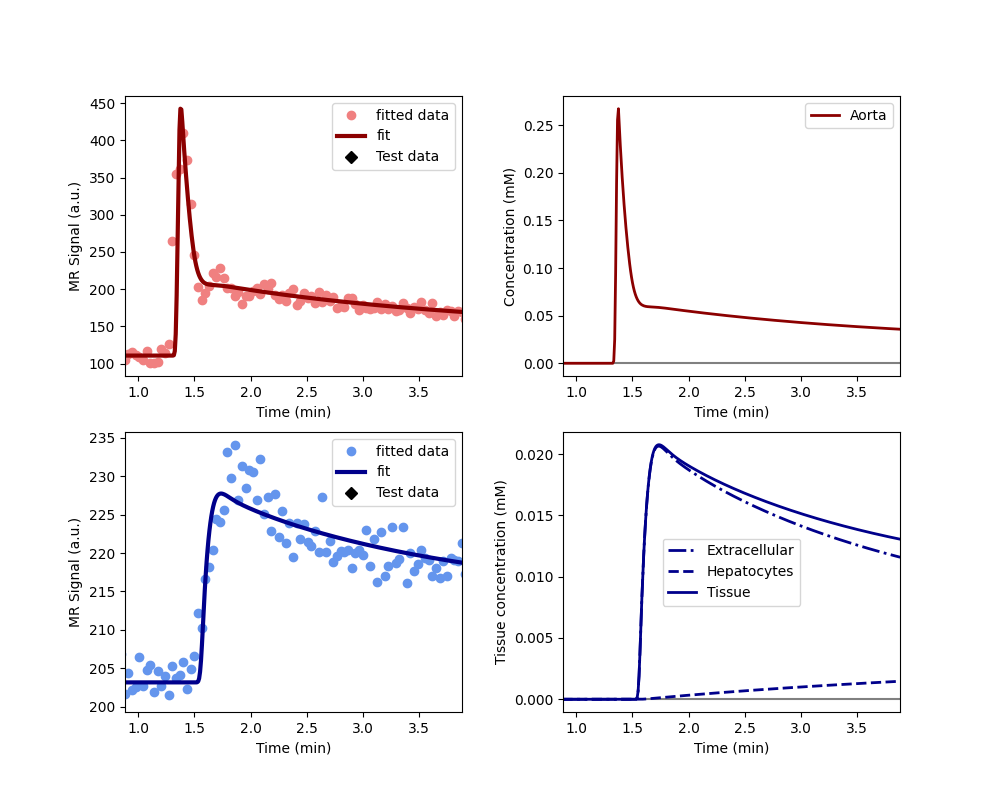 MR Signal (a.u.)
450
400
350
300
250
200
150
100
fitted data
fit
Test data
1.0 1.5 2.0 2.5 3.0 3.5
Time (min)
Concentration (mM)
0.25
0.20
0.15
0.10
0.05
0.00
Aorta
1.0 1.5 2.0 2.5 3.0 3.5
Time (min)
MR Signal (a.u.)
235
230
225
220
215
210
205
200
fitted data
fit
Test data
1.0 1.5 2.0 2.5 3.0 3.5
Time (min)
Tissue concentration (mM)
0.020
0.015
0.010
0.005
0.000
Extracellular
Hepatocytes
Tissue
1.0 1.5 2.0 2.5 3.0 3.5
Time (min)